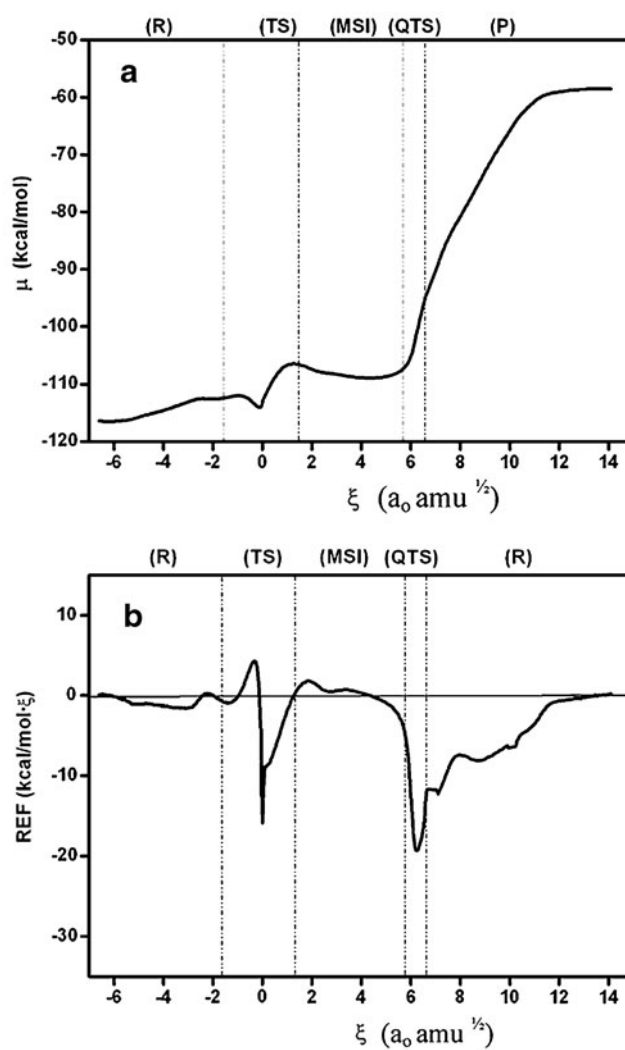 (R) (TS) (MSI) (QTS) (P)
a
-50
-60
-70
-80
-90
-100
-110
-120
μ (kcal/mol)
-6 -4 -2 0 2 4 6 8 10 12 14
ξ (a₀ amu ½)
(R) (TS) (MSI) (QTS) (R)
b
10
0
-10
-20
-30
REF (kcal/mol·ξ)
-6 -4 -2 0 2 4 6 8 10 12 14
ξ (a₀ amu ½)